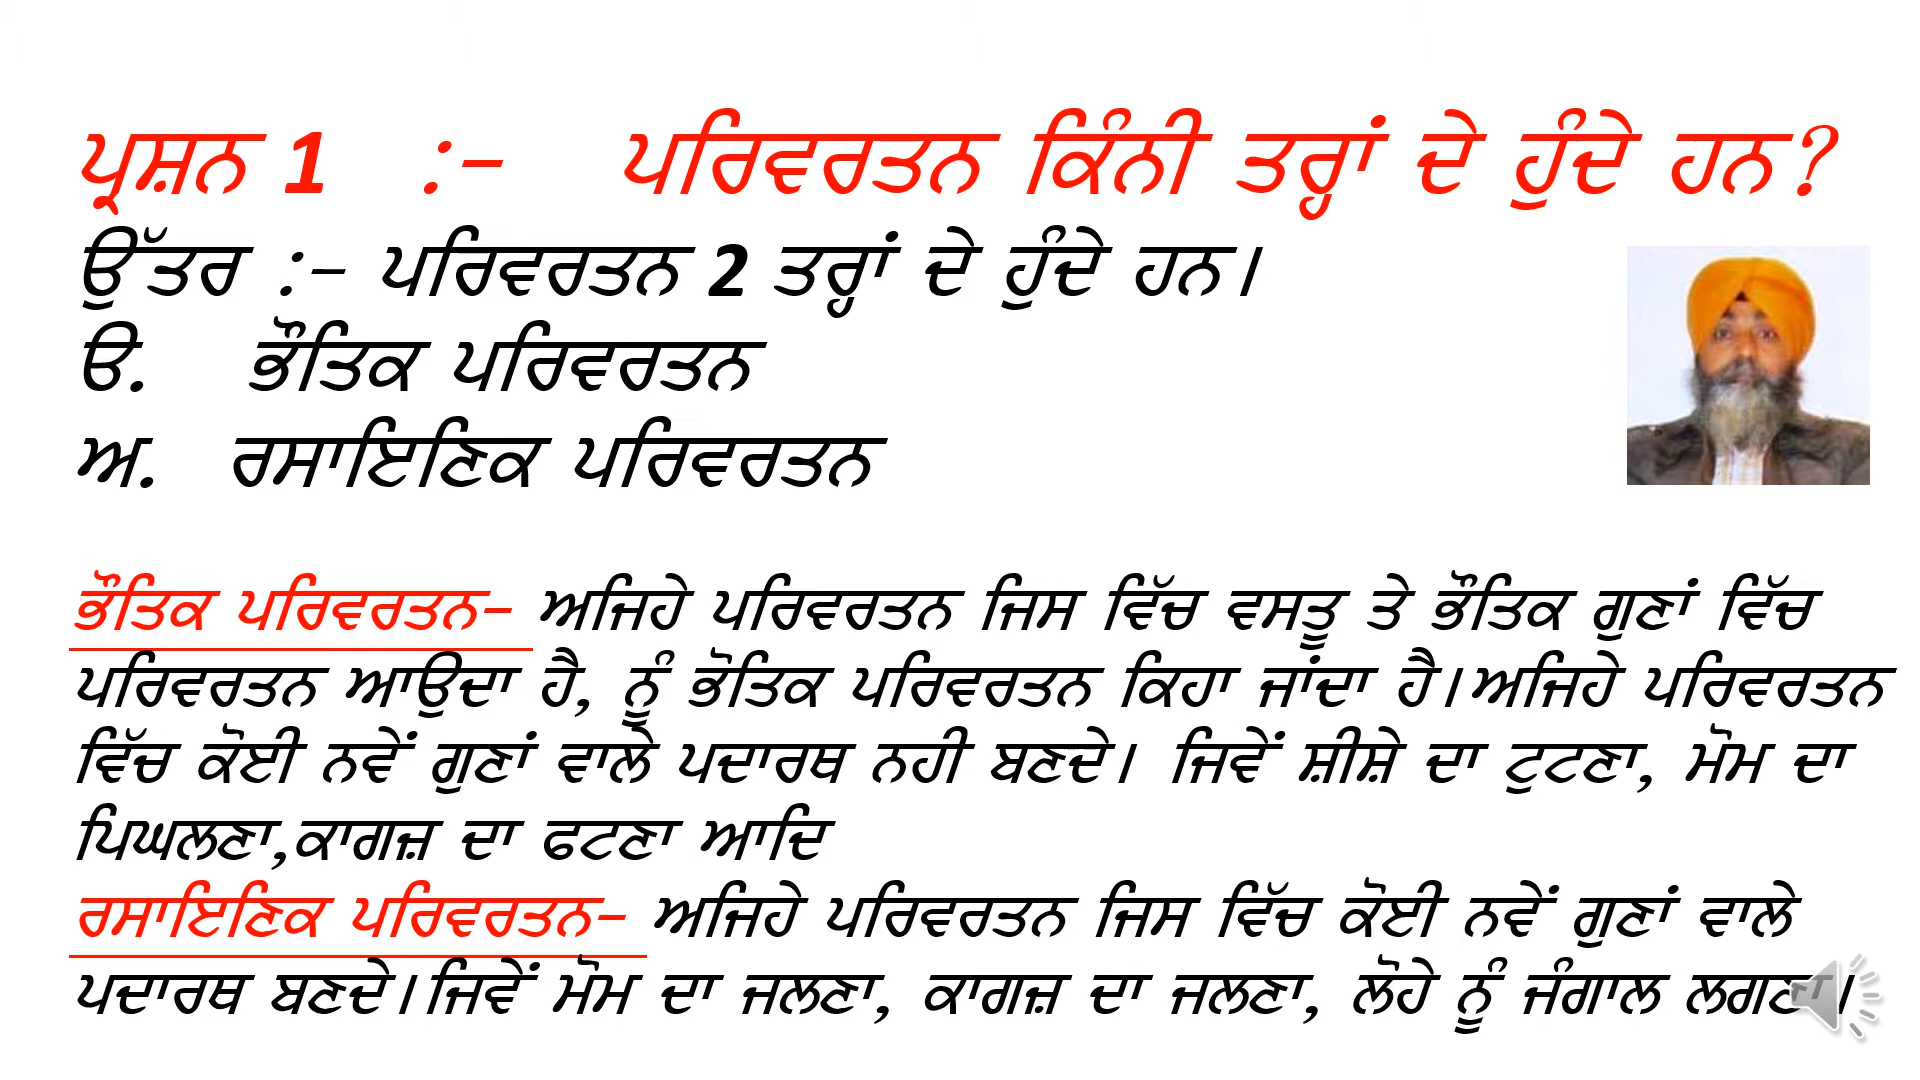 ਪ੍ਰਸ਼ਨ 1 :- ਪਰਿਵਰਤਨ ਕਿੰਨੀ ਤਰ੍ਹਾਂ ਦੇ ਹੁੰਦੇ ਹਨ?
ਉੱਤਰ :- ਪਰਿਵਰਤਨ 2 ਤਰ੍ਹਾਂ ਦੇ ਹੁੰਦੇ ਹਨ।
ੳ. ਭੌਤਿਕ ਪਰਿਵਰਤਨ
ਅ. ਰਸਾਇਣਿਕ ਪਰਿਵਰਤਨ
ਭੌਤਿਕ ਪਰਿਵਰਤਨ- ਅਜਿਹੇ ਪਰਿਵਰਤਨ ਜਿਸ ਵਿੱਚ ਵਸਤੂ ਤੇ ਭੌਤਿਕ ਗੁਣਾਂ ਵਿੱਚ
ਪਰਿਵਰਤਨ ਆਉਦਾ ਹੈ, ਨੂੰ ਭੋਤਿਕ ਪਰਿਵਰਤਨ ਕਿਹਾ ਜਾਂਦਾ ਹੈ।ਅਜਿਹੇ ਪਰਿਵਰਤਨ
ਵਿੱਚ ਕੋਈ ਨਵੇਂ ਗੁਣਾਂ ਵਾਲੇ ਪਦਾਰਥ ਨਹੀ ਬਣਦੇ। ਜਿਵੇਂ ਸ਼ੀਸ਼ੇ ਦਾ ਟੁਟਣਾ, ਮੋਮ ਦਾ
ਪਿਘਲਣਾ,ਕਾਗਜ਼ ਦਾ ਫਟਣਾ ਆਦਿ
ਰਸਾਇਣਿਕ ਪਰਿਵਰਤਨ- ਅਜਿਹੇ ਪਰਿਵਰਤਨ ਜਿਸ ਵਿੱਚ ਕੋਈ ਨਵੇਂ ਗੁਣਾਂ ਵਾਲੇ
ਪਦਾਰਥ ਬਣਦੇ।ਜਿਵੇਂ ਮੋਮ ਦਾ ਜਲਣਾ, ਕਾਗਜ਼ ਦਾ ਜਲਣਾ, ਲੋਹੇ ਨੂੰ ਜੰਗਾਲ ਲਗਣਾ।